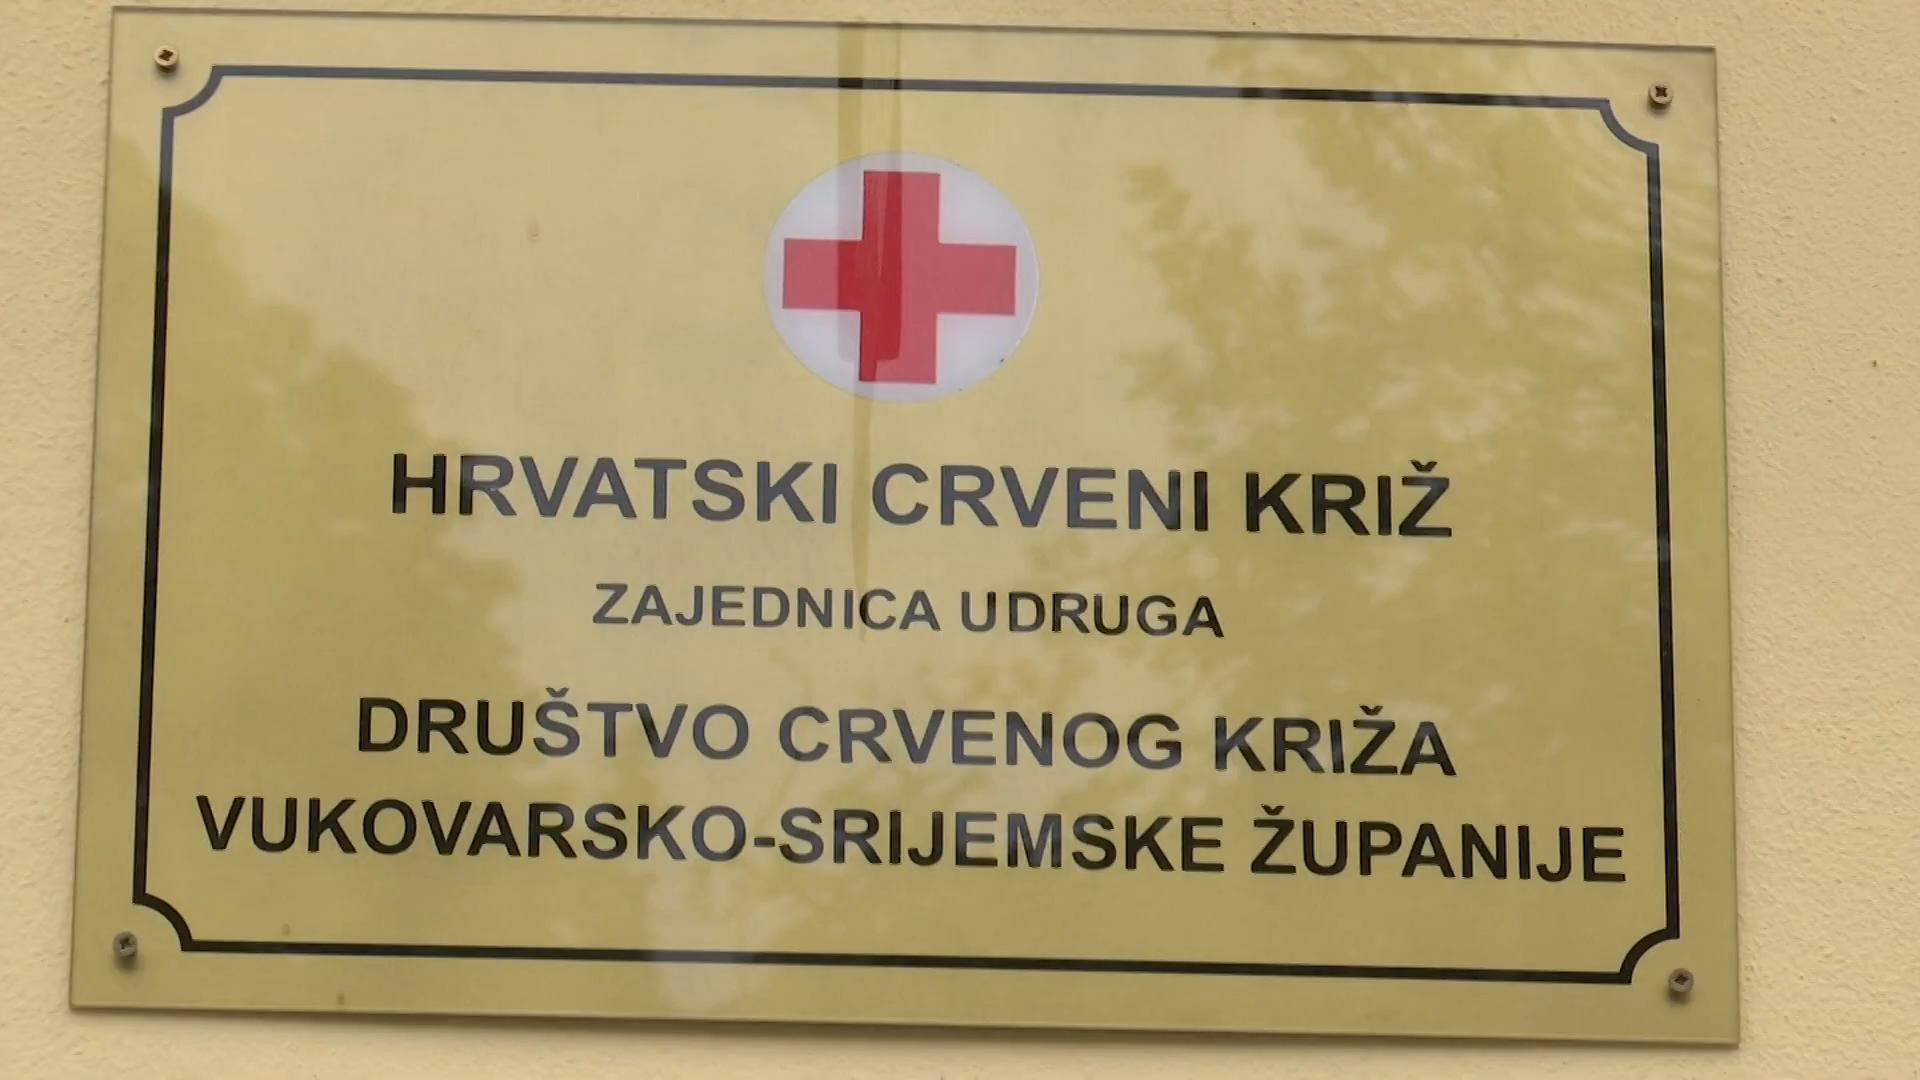 HRVATSKI CRVENI KRIŽ
ZAJEDNICA UDRUGA
DRUŠTVO CRVENOG KRIŽA
VUKOVARSKO-SRIJEMSKE ŽUPANIJE